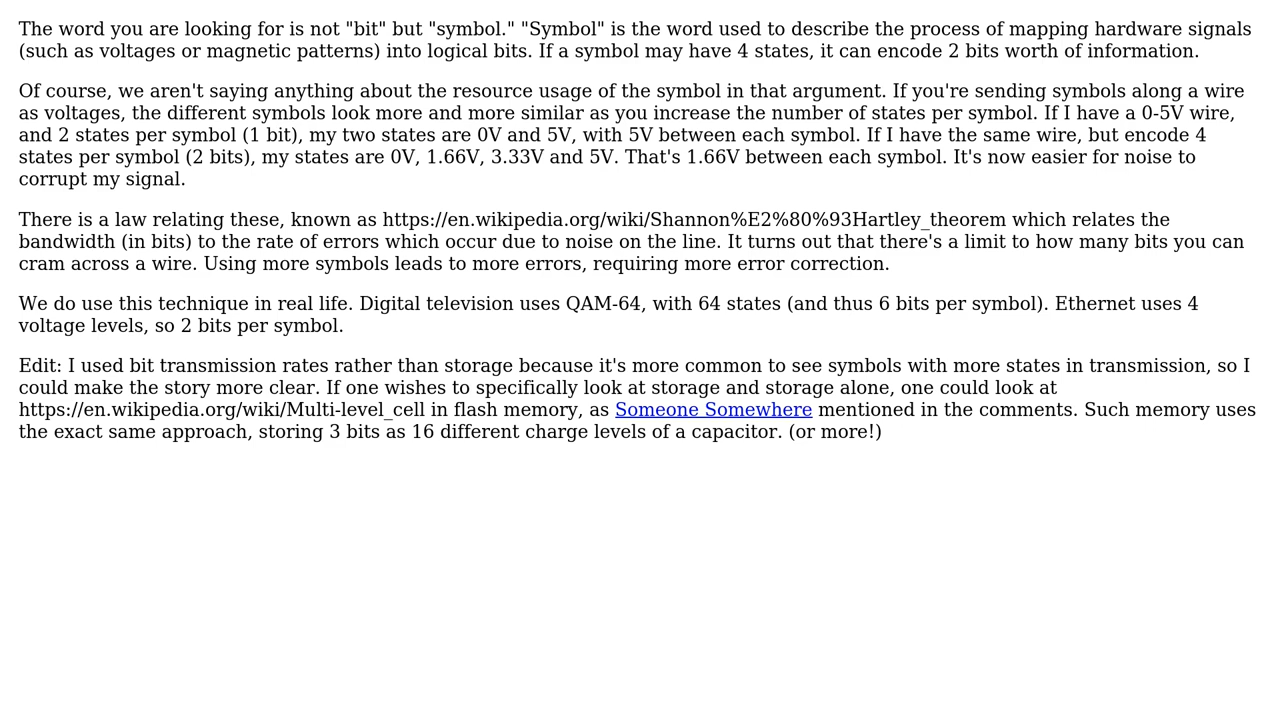 The word you are looking for is not "bit" but "symbol." "Symbol" is the word used to describe the process of mapping hardware signals
(such as voltages or magnetic patterns) into logical bits. If a symbol may have 4 states, it can encode 2 bits worth of information.
Of course, we aren't saying anything about the resource usage of the symbol in that argument. If you're sending symbols along a wire
as voltages, the different symbols look more and more similar as you increase the number of states per symbol. If I have a 0-5V wire,
and 2 states per symbol (1 bit), my two states are 0V and 5V, with 5V between each symbol. If I have the same wire, but encode 4
states per symbol (2 bits), my states are 0V, 1.66V, 3.33V and 5V. That's 1.66V between each symbol. It's now easier for noise to
corrupt my signal.
There is a law relating these, known as https://en.wikipedia.org/wiki/Shannon%E2%80%93Hartley_theorem which relates the
bandwidth (in bits) to the rate of errors which occur due to noise on the line. It turns out that there's a limit to how many bits you can
cram across a wire. Using more symbols leads to more errors, requiring more error correction.
We do use this technique in real life. Digital television uses QAM-64, with 64 states (and thus 6 bits per symbol). Ethernet uses 4
voltage levels, so 2 bits per symbol.
Edit: I used bit transmission rates rather than storage because it's more common to see symbols with more states in transmission, so I
could make the story more clear. If one wishes to specifically look at storage and storage alone, one could look at
https://en.wikipedia.org/wiki/Multi-level_cell in flash memory, as Someone Somewhere mentioned in the comments. Such memory uses
the exact same approach, storing 3 bits as 16 different charge levels of a capacitor. (or more!)